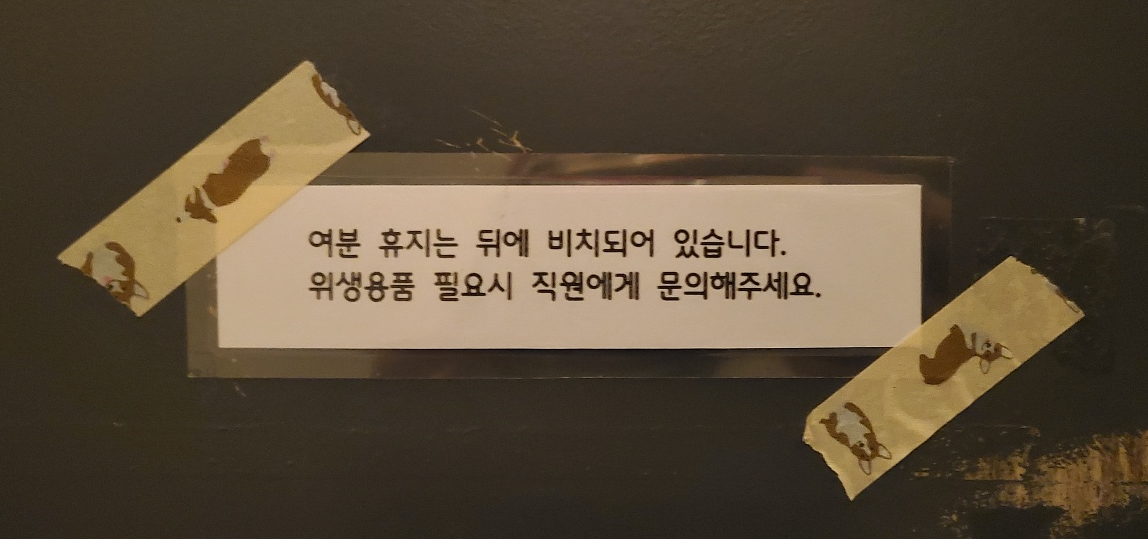 여분 휴지는 뒤에 비치되어 있습니다.
위생용품 필요시 직원에게 문의해주세요.